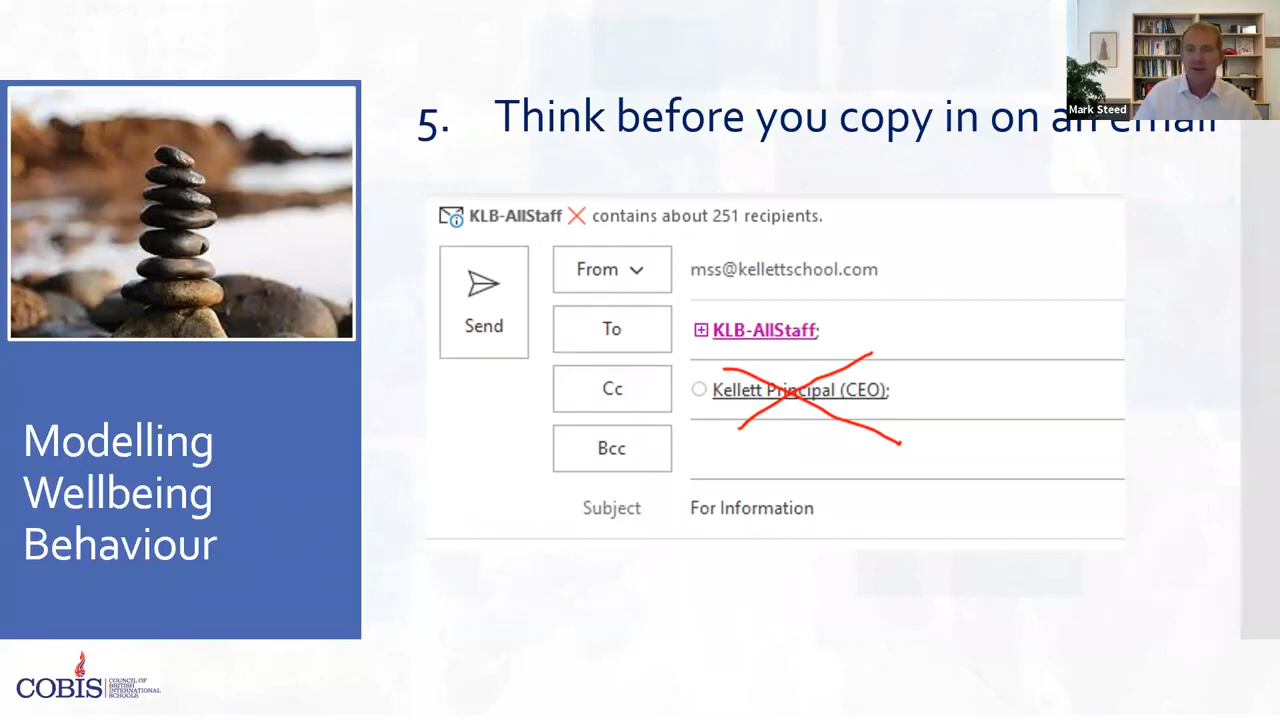 Mark Steed
5. Think before you copy in on an email
KLB-AllStaff contains about 251 recipients.
From mss@kellettschool.com
Send
To KLB-AllStaff;
Cc Kellett Principal (CEO);
Bcc
Subject For Information
Modelling
Wellbeing
Behaviour
COBIS COUNCIL OF
BRITISH
INTERNATIONAL
SCHOOLS